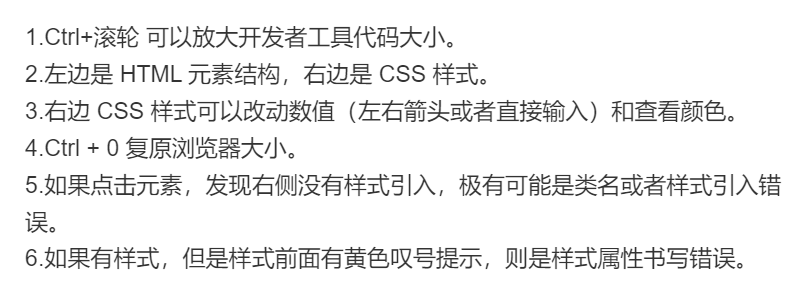 1.Ctrl+滚轮 可以放大开发者工具代码大小。
2.左边是 HTML 元素结构，右边是 CSS 样式。
3.右边 CSS 样式可以改动数值（左右箭头或者直接输入）和查看颜色。
4.Ctrl + 0 复原浏览器大小。
5.如果点击元素，发现右侧没有样式引入，极有可能是类名或者样式引入错
误。
6.如果有样式，但是样式前面有黄色叹号提示，则是样式属性书写错误。